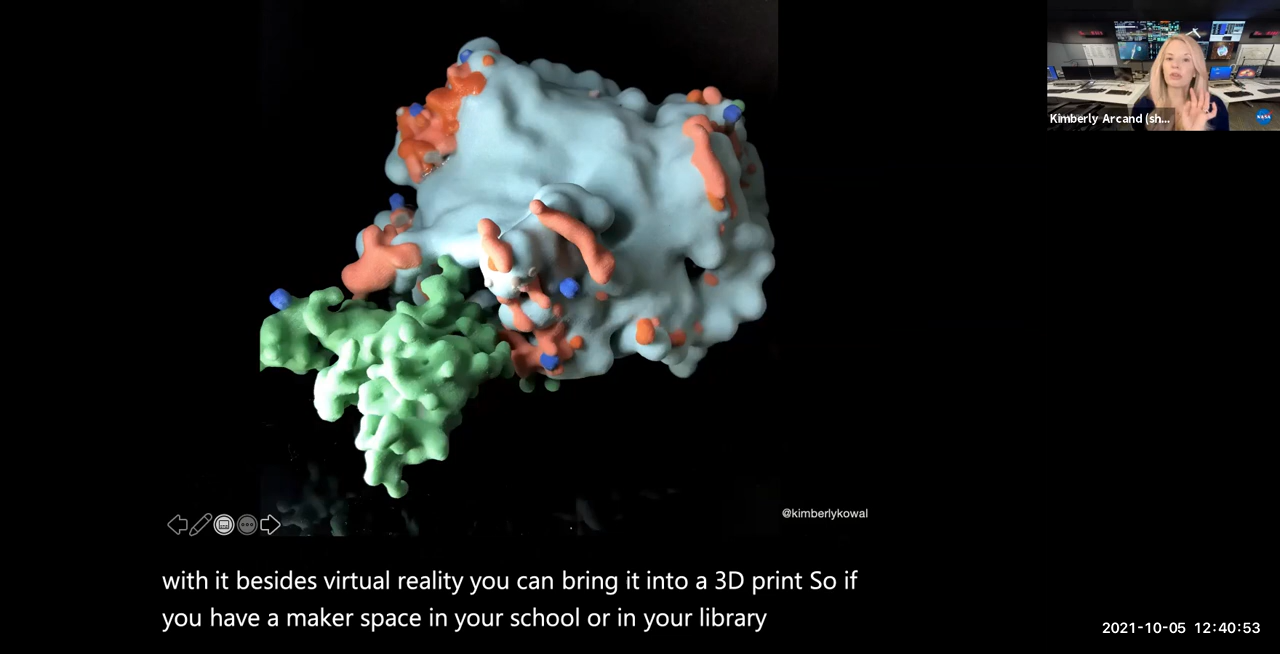 Kimberly Arcand (sh...
NASA
@kimberlykowal
with it besides virtual reality you can bring it into a 3D print So if
you have a maker space in your school or in your library
2021-10-05 12:40:53